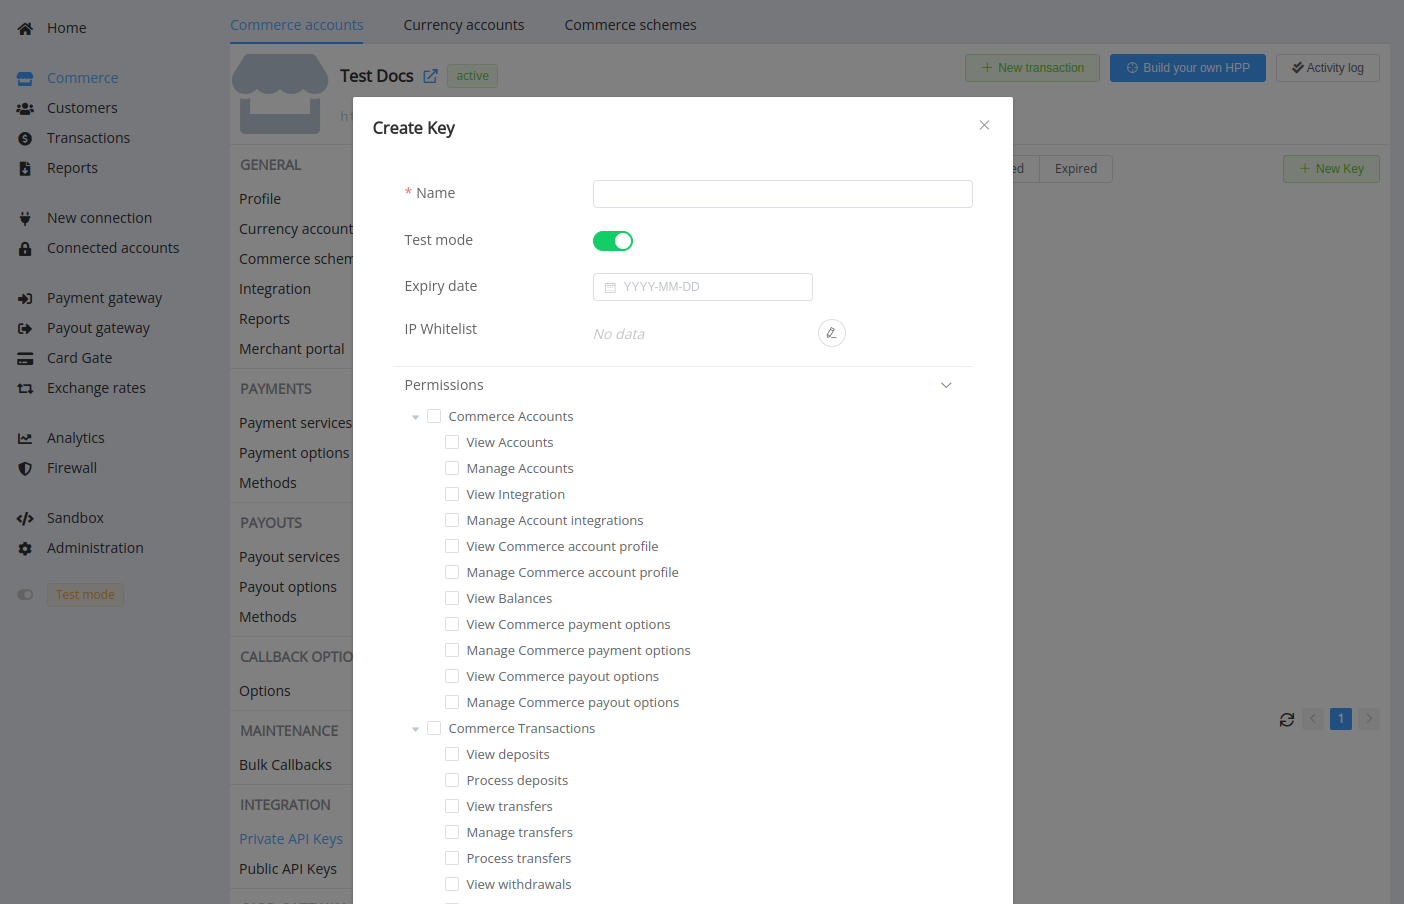 Home
Commerce
Customers
Transactions
Reports
New connection
Connected accounts
Payment gateway
Payout gateway
Card Gate
Exchange rates
Analytics
Firewall
Sandbox
Administration
Test mode
Commerce accounts Currency accounts Commerce schemes
Test Docs active
New transaction Build your own HPP Activity log
GENERAL
Profile
Currency account
Commerce schem
Integration
Reports
Merchant portal
PAYMENTS
Payment services
Payment options
Methods
PAYOUTS
Payout services
Payout options
Methods
CALLBACK OPTIO
Options
MAINTENANCE
Bulk Callbacks
INTEGRATION
Private API Keys
Public API Keys
ed Expired New Key
Create Key
* Name
Test mode
Expiry date YYYY-MM-DD
IP Whitelist No data
Permissions
Commerce Accounts
View Accounts
Manage Accounts
View Integration
Manage Account integrations
View Commerce account profile
Manage Commerce account profile
View Balances
View Commerce payment options
Manage Commerce payment options
View Commerce payout options
Manage Commerce payout options
Commerce Transactions
View deposits
Process deposits
View transfers
Manage transfers
Process transfers
View withdrawals
1